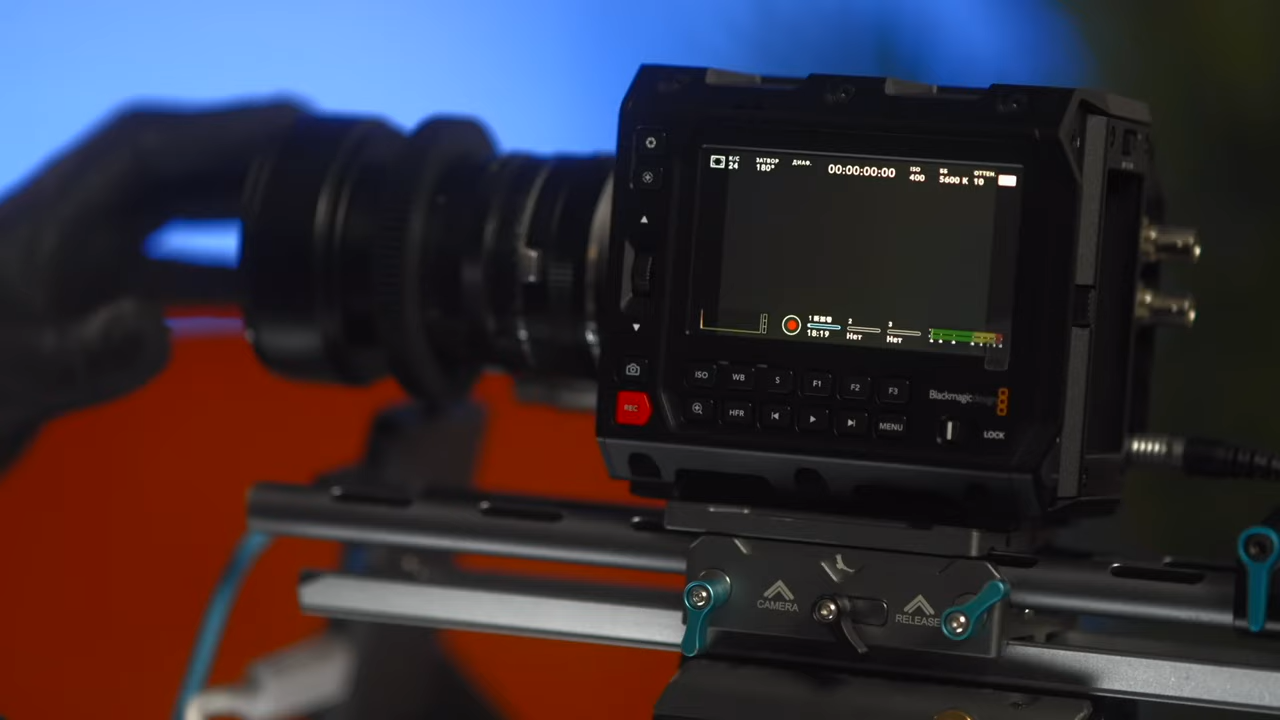 К/С
24
ЗАТВОР
180°
ДИАФ.
00:00:00:00
ISO
400
ББ
5600 K
ОТТЕН.
10
1
18:19
2
Нет
3
Нет
ISO
WB
S
F1
F2
F3
REC
HFR
MENU
Blackmagicdesign
LOCK
CAMERA
RELEASE